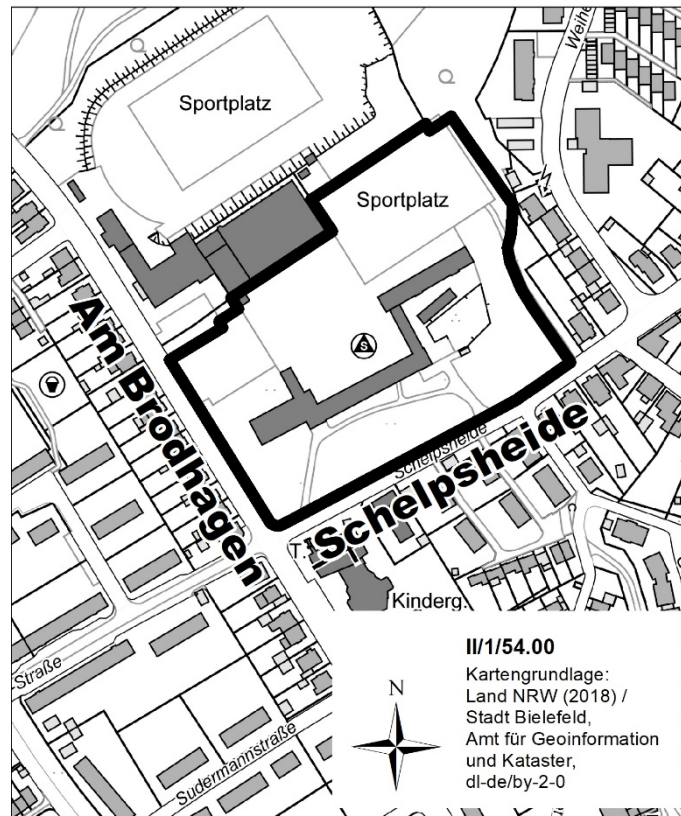 Sportplatz
Weihe
Sportplatz
S
Am Brodhagen
Schelpsheide
Schelpsheide
T.
Kinderg.
-Straße
Sudermannstraße
N
II/1/54.00
Kartengrundlage:
Land NRW (2018) /
Stadt Bielefeld,
Amt für Geoinformation
und Kataster,
dl-de/by-2-0